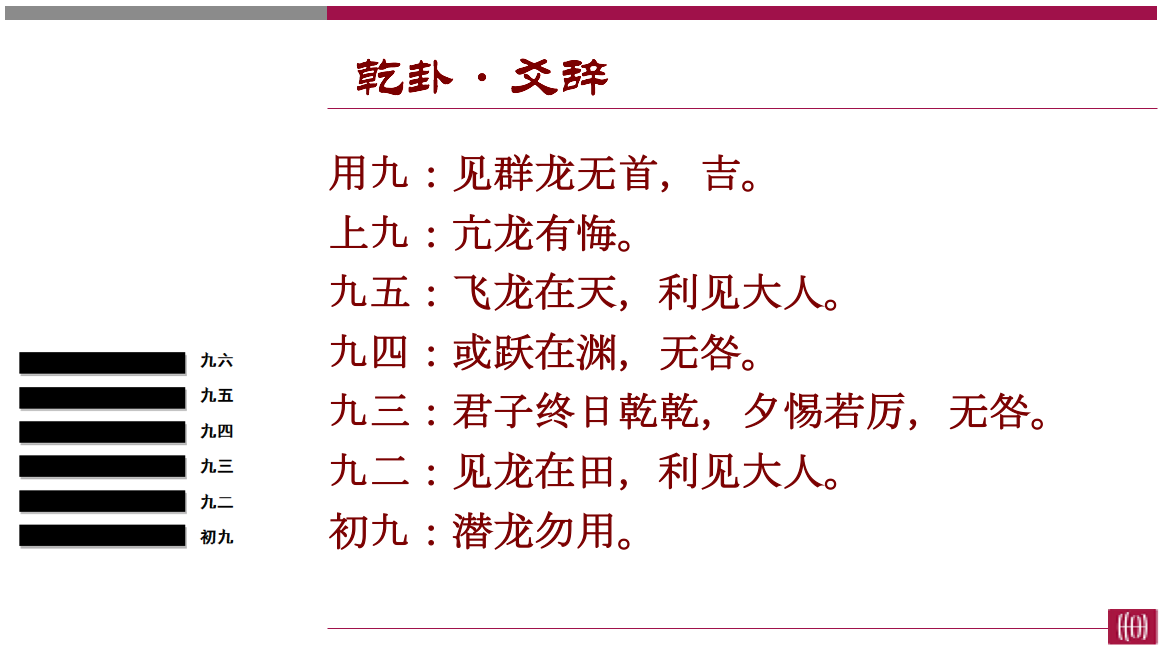 乾卦·爻辞
用九：见群龙无首，吉。
上九：亢龙有悔。
九五：飞龙在天，利见大人。
九四：或跃在渊，无咎。
九三：君子终日乾乾，夕惕若厉，无咎。
九二：见龙在田，利见大人。
初九：潜龙勿用。
九六
九五
九四
九三
九二
初九